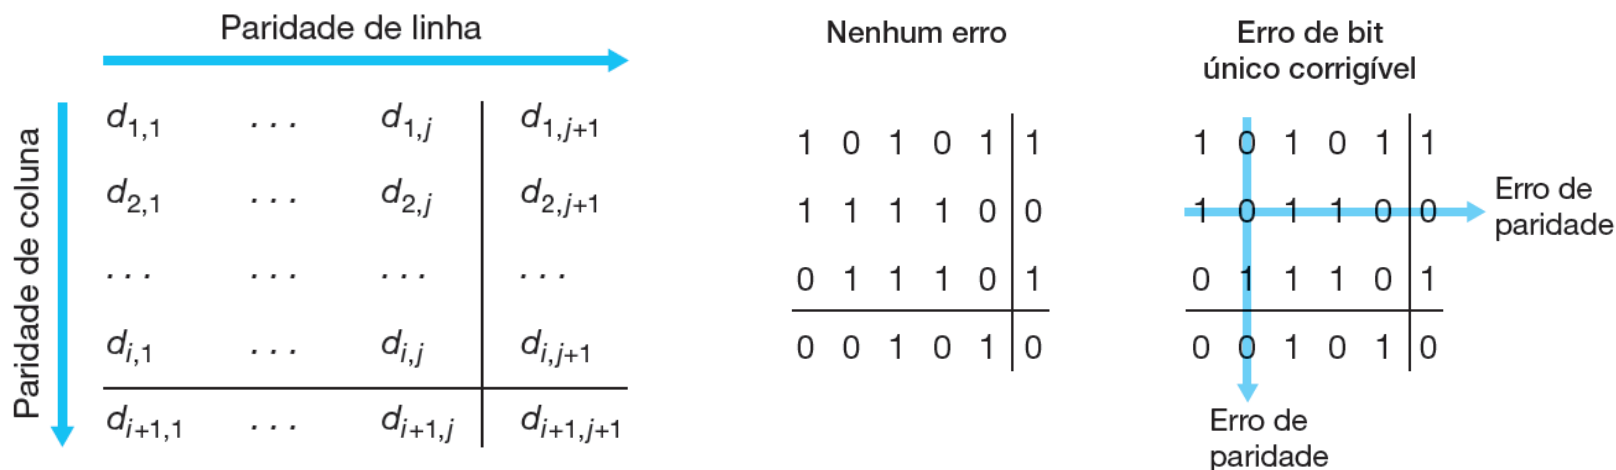 Paridade de linha
Paridade de coluna
d1,1 . . . d1,j d1,j+1
d2,1 . . . d2,j d2,j+1
. . . . . . . . . . . .
di,1 . . . di,j di,j+1
di+1,1 . . . di+1,j di+1,j+1
Nenhum erro
1 0 1 0 1 1
1 1 1 1 0 0
0 1 1 1 0 1
0 0 1 0 1 0
Erro de bit
único corrigível
1 0 1 0 1 1
1 0 1 1 0 0
0 1 1 1 0 1
0 0 1 0 1 0
Erro de
paridade
Erro de
paridade